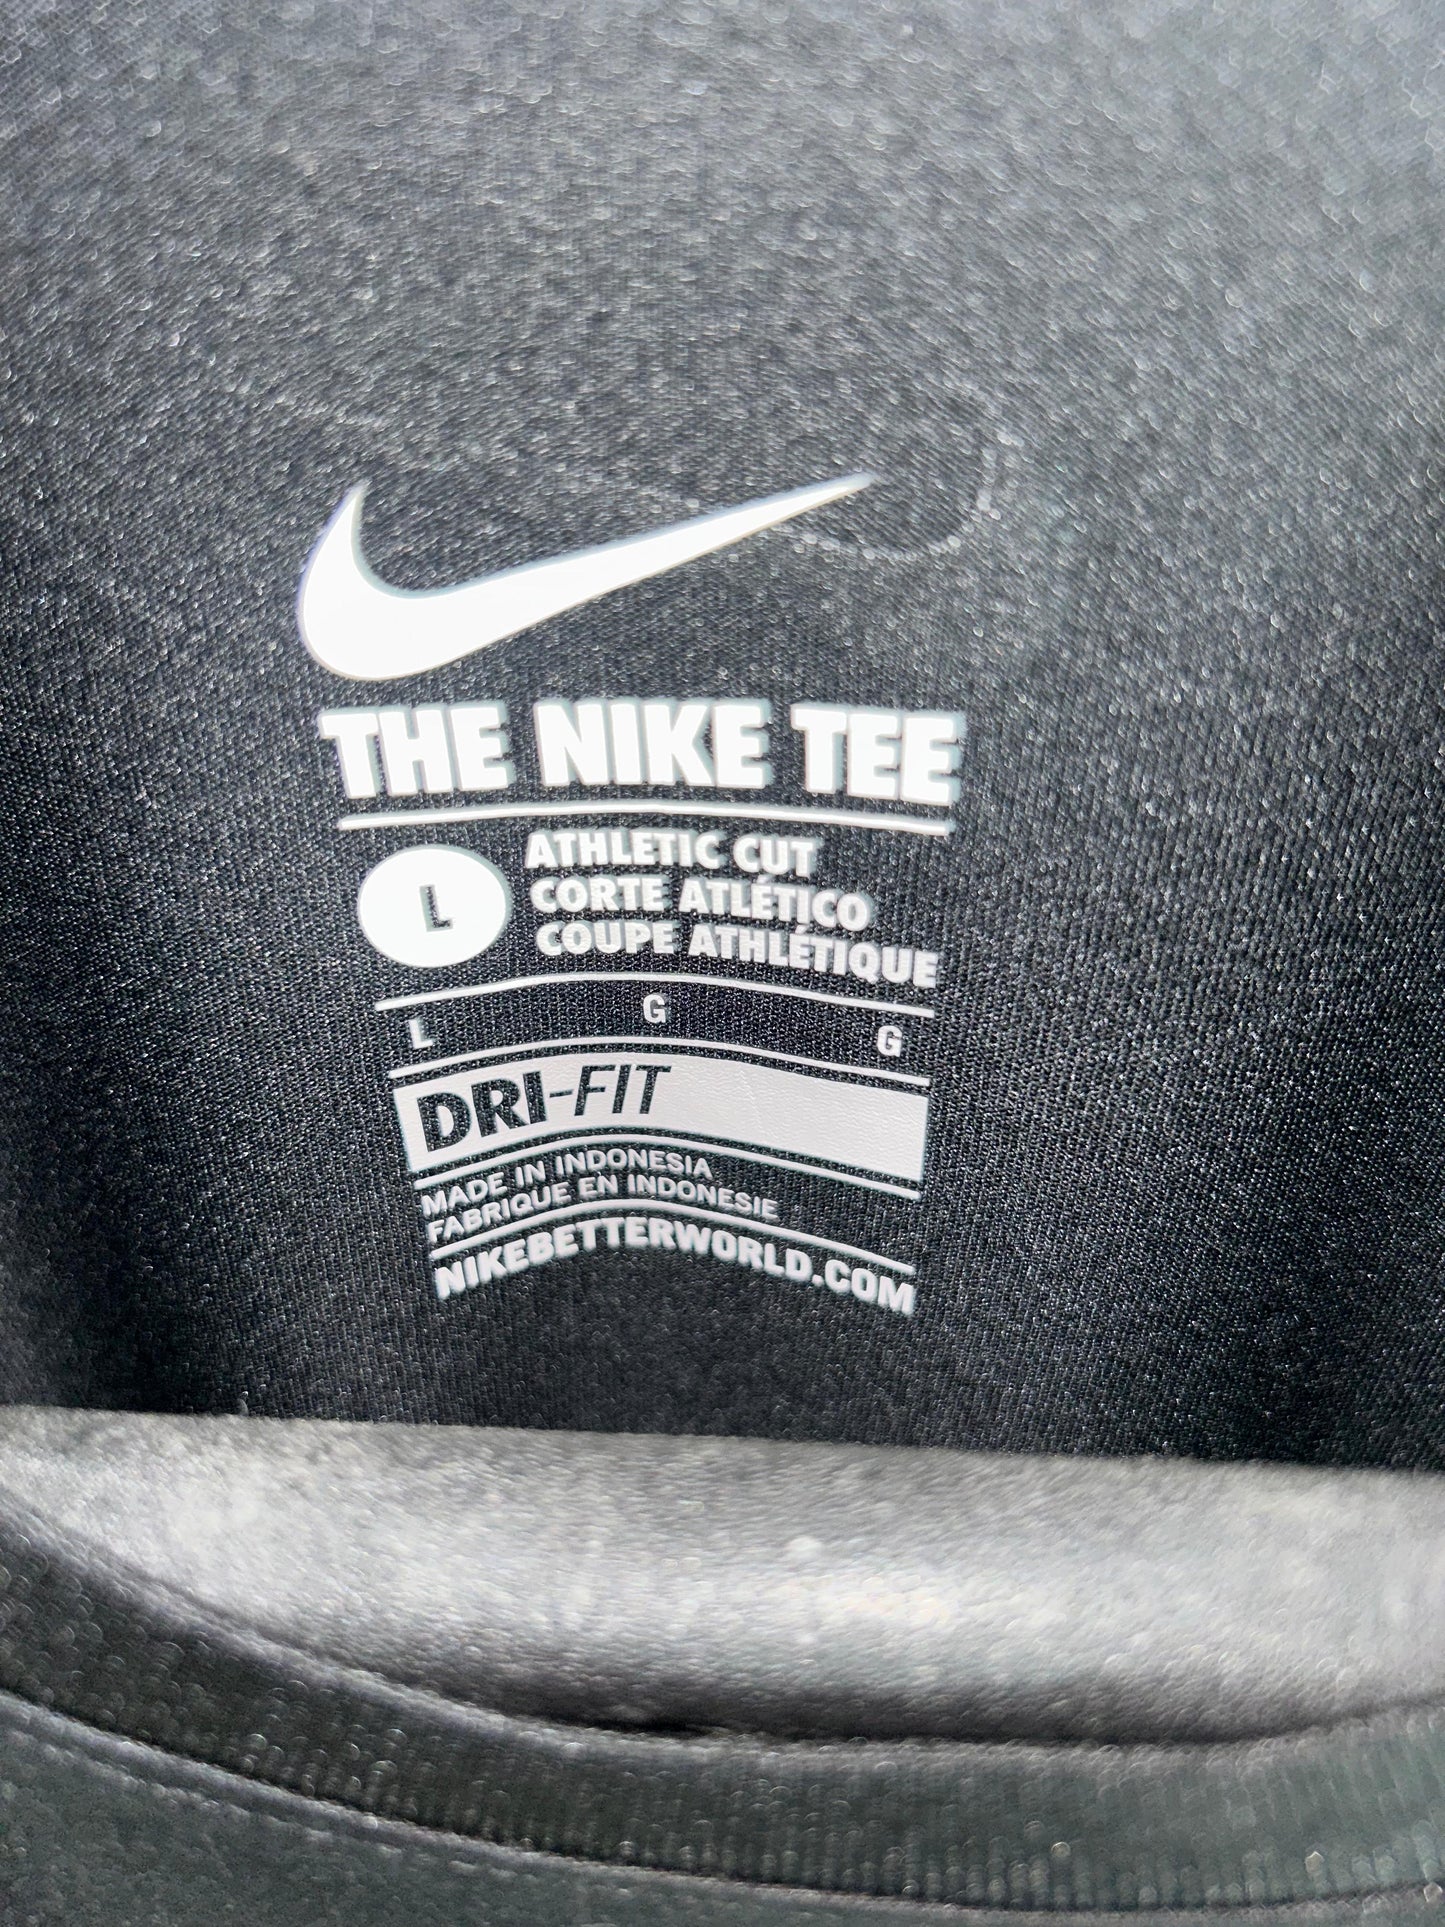 THE NIKE TEE
L
ATHLETIC CUT
CORTE ATLÉTICO
COUPE ATHLÉTIQUE
L G G
DRI-FIT
MADE IN INDONESIA
FABRIQUE EN INDONESIE
NIKEBETTERWORLD.COM